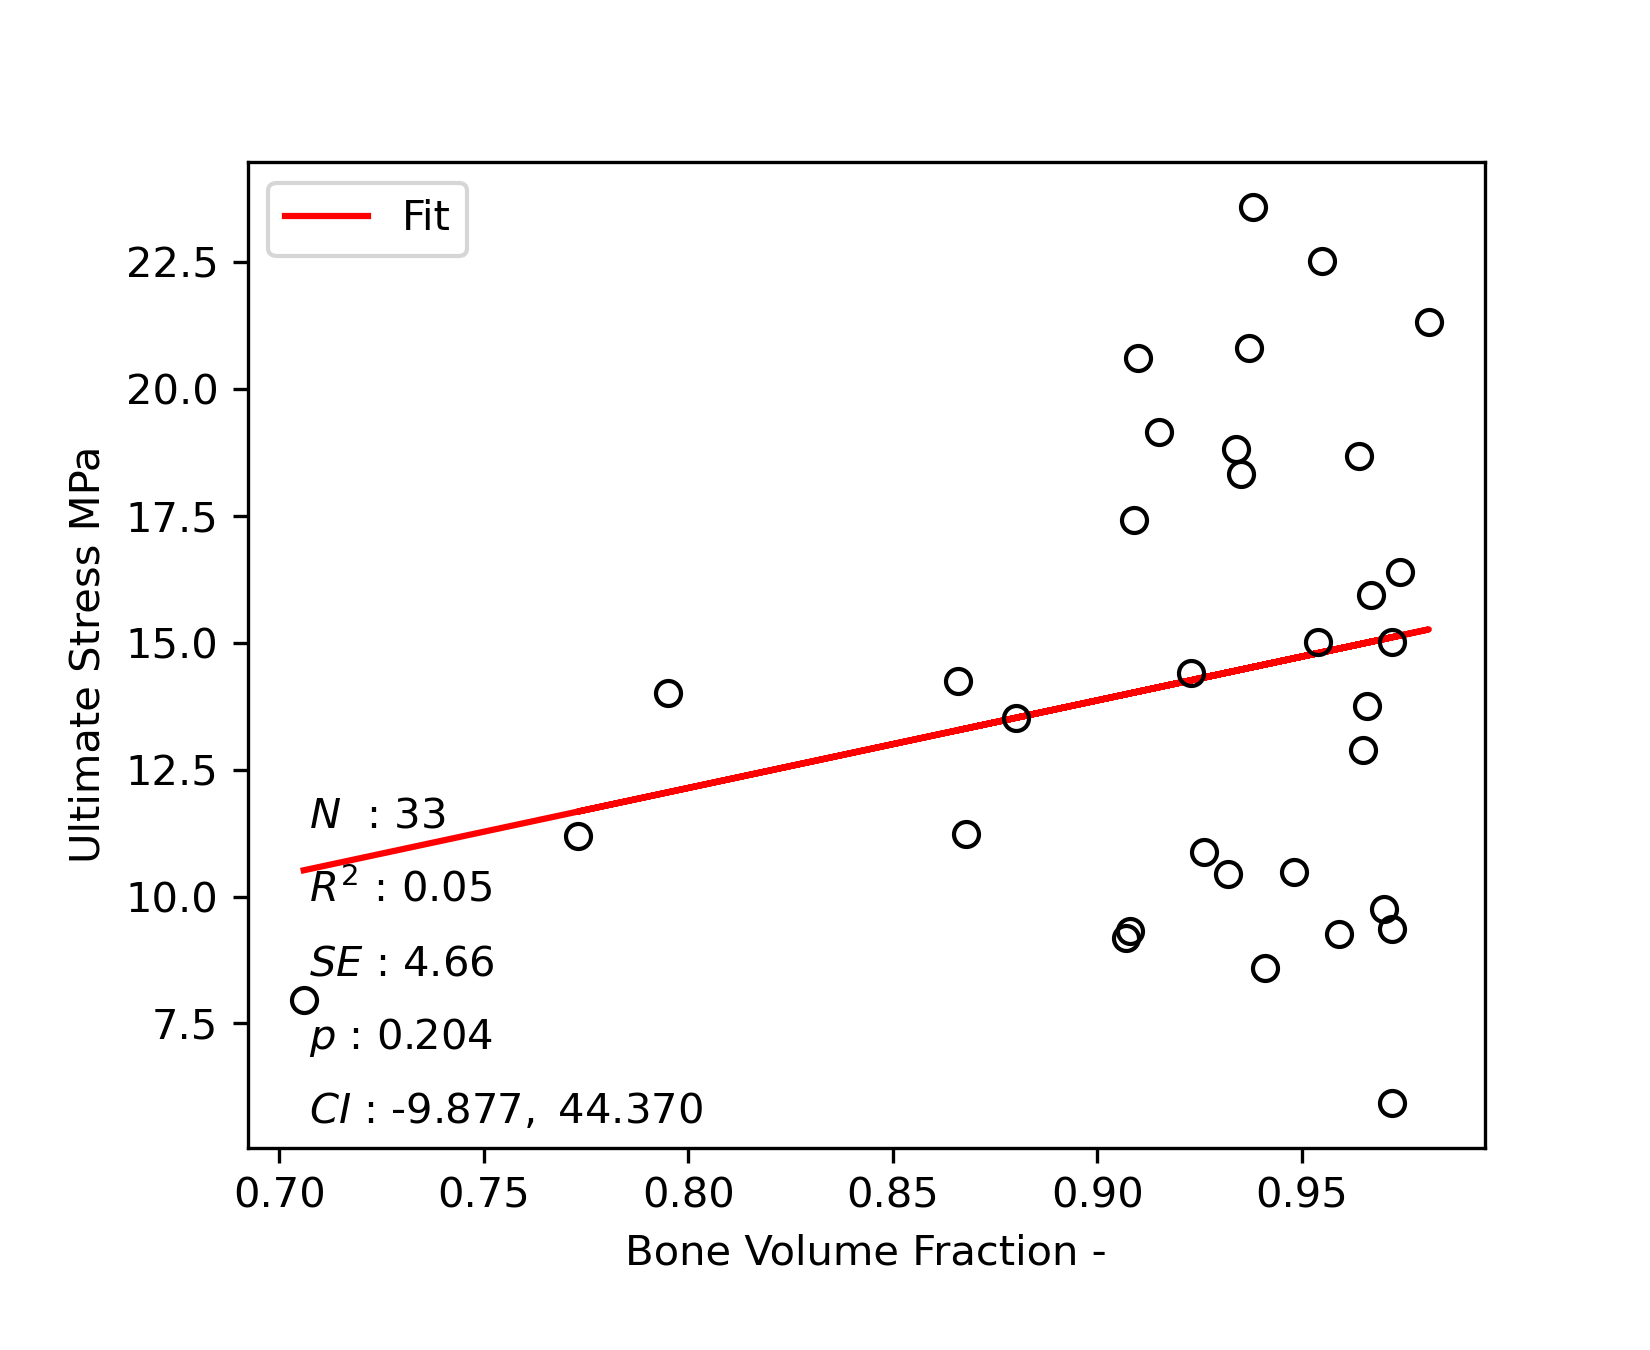 Fit
22.5
20.0
17.5
15.0
12.5
10.0
7.5
Ultimate Stress MPa
N : 33
R² : 0.05
SE : 4.66
p : 0.204
CI : -9.877, 44.370
0.70 0.75 0.80 0.85 0.90 0.95
Bone Volume Fraction -